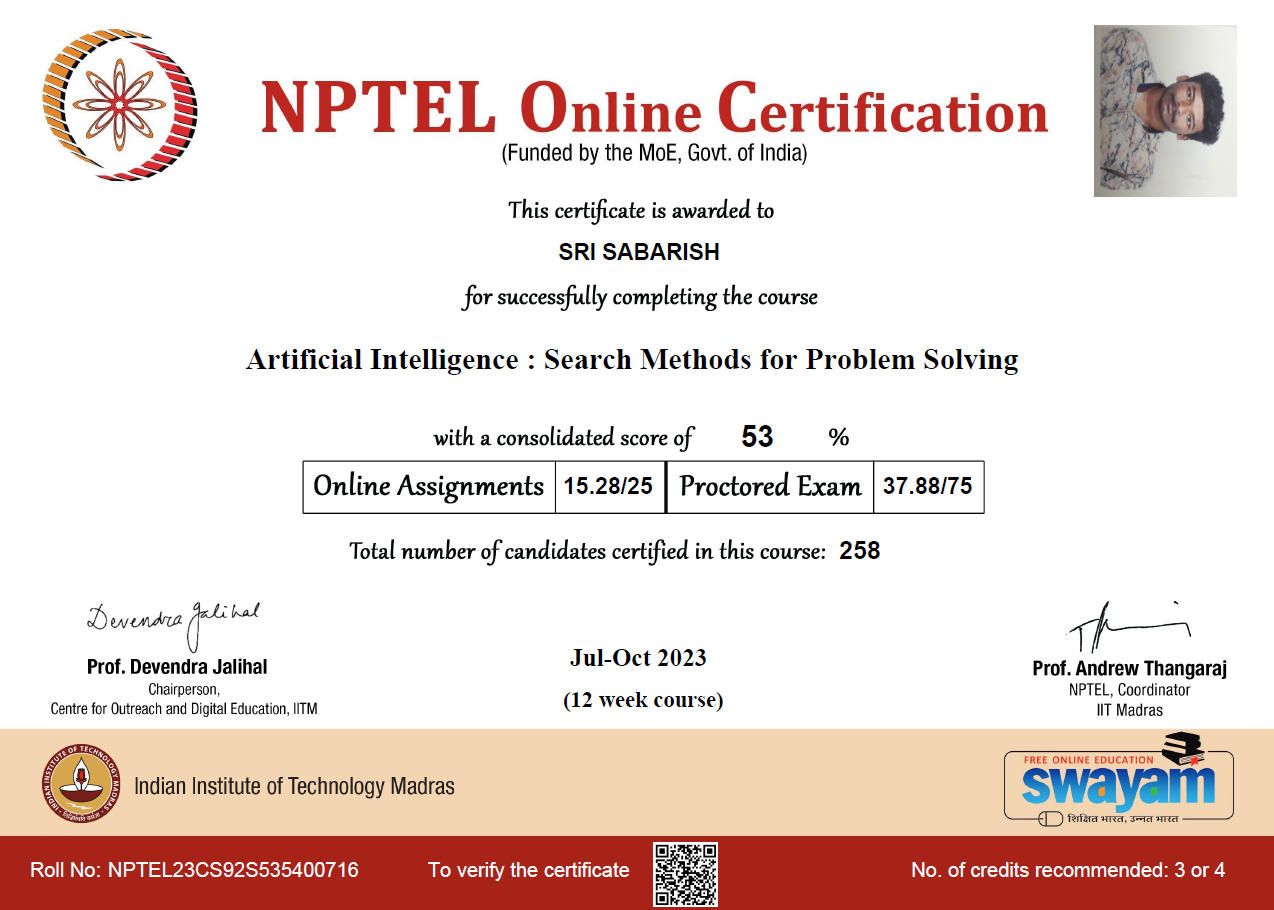 NPTEL Online Certification
(Funded by the MoE, Govt. of India)
This certificate is awarded to
SRI SABARISH
for successfully completing the course
Artificial Intelligence : Search Methods for Problem Solving
with a consolidated score of 53 %
Online Assignments 15.28/25 Proctored Exam 37.88/75
Total number of candidates certified in this course: 258
Devendra Jalihal
Prof. Devendra Jalihal
Chairperson,
Centre for Outreach and Digital Education, IITM
Jul-Oct 2023
(12 week course)
Prof. Andrew Thangaraj
NPTEL, Coordinator
IIT Madras
INDIAN INSTITUTE OF TECHNOLOGY MADRAS
Indian Institute of Technology Madras
FREE ONLINE EDUCATION
swayam
शिक्षित भारत, उन्नत भारत
Roll No: NPTEL23CS92S535400716
To verify the certificate
No. of credits recommended: 3 or 4